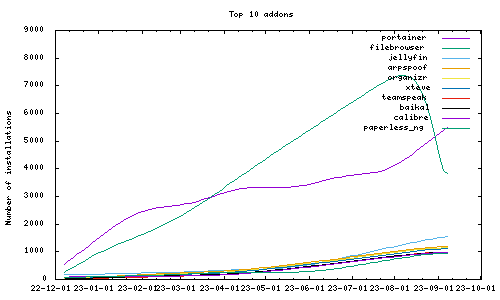 Top 10 addons
Number of installations
9000
8000
7000
6000
5000
4000
3000
2000
1000
0
portainer
filebrowser
jellyfin
arpspoof
organizr
xteve
teamspeak
baikal
calibre
paperless_ng
22-12-01 23-01-01 23-02-01 23-03-01 23-04-01 23-05-01 23-06-01 23-07-01 23-08-01 23-09-01 23-10-01